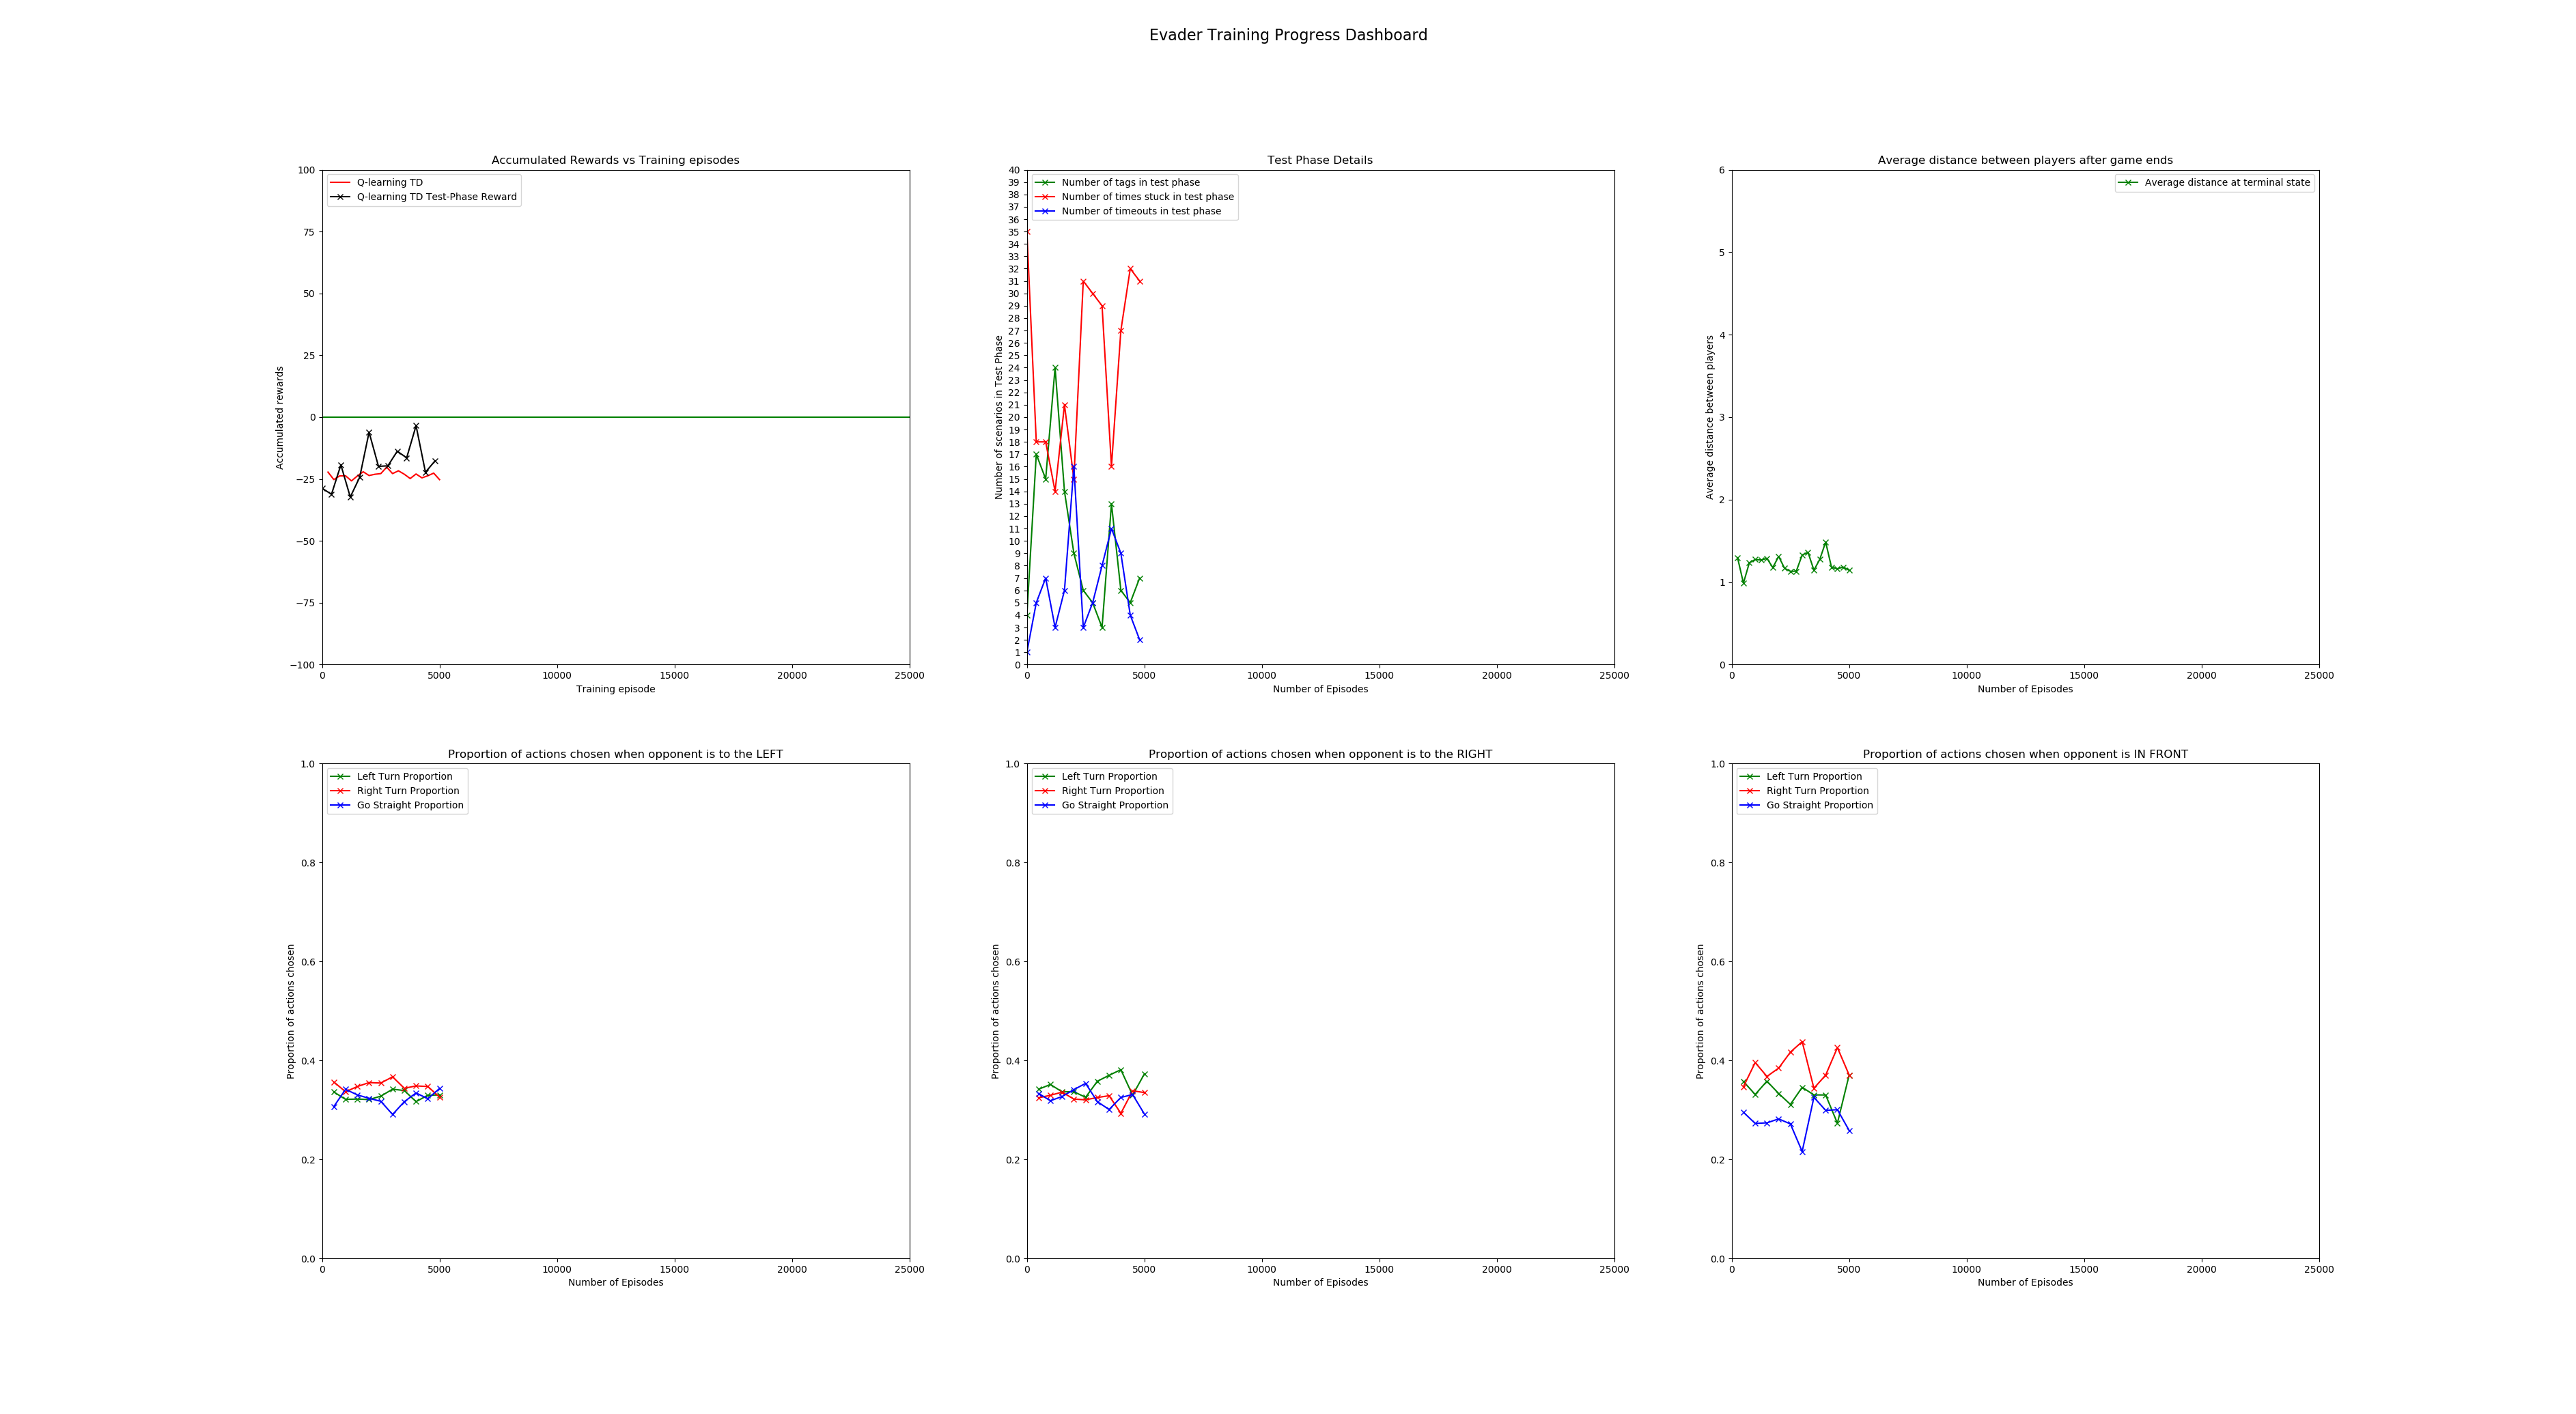 Evader Training Progress Dashboard
Accumulated Rewards vs Training episodes
Q-learning TD
Q-learning TD Test-Phase Reward
100
75
50
25
0
−25
−50
−75
−100
Accumulated rewards
0 5000 10000 15000 20000 25000
Training episode
Test Phase Details
Number of tags in test phase
Number of times stuck in test phase
Number of timeouts in test phase
40
39
38
37
36
35
34
33
32
31
30
29
28
27
26
25
24
23
22
21
20
19
18
17
16
15
14
13
12
11
10
9
8
7
6
5
4
3
2
1
0
Number of scenarios in Test Phase
0 5000 10000 15000 20000 25000
Number of Episodes
Average distance between players after game ends
Average distance at terminal state
6
5
4
3
2
1
0
Average distance between players
0 5000 10000 15000 20000 25000
Number of Episodes
Proportion of actions chosen when opponent is to the LEFT
Left Turn Proportion
Right Turn Proportion
Go Straight Proportion
1.0
0.8
0.6
0.4
0.2
0.0
Proportion of actions chosen
0 5000 10000 15000 20000 25000
Number of Episodes
Proportion of actions chosen when opponent is to the RIGHT
Left Turn Proportion
Right Turn Proportion
Go Straight Proportion
1.0
0.8
0.6
0.4
0.2
0.0
Proportion of actions chosen
0 5000 10000 15000 20000 25000
Number of Episodes
Proportion of actions chosen when opponent is IN FRONT
Left Turn Proportion
Right Turn Proportion
Go Straight Proportion
1.0
0.8
0.6
0.4
0.2
0.0
Proportion of actions chosen
0 5000 10000 15000 20000 25000
Number of Episodes